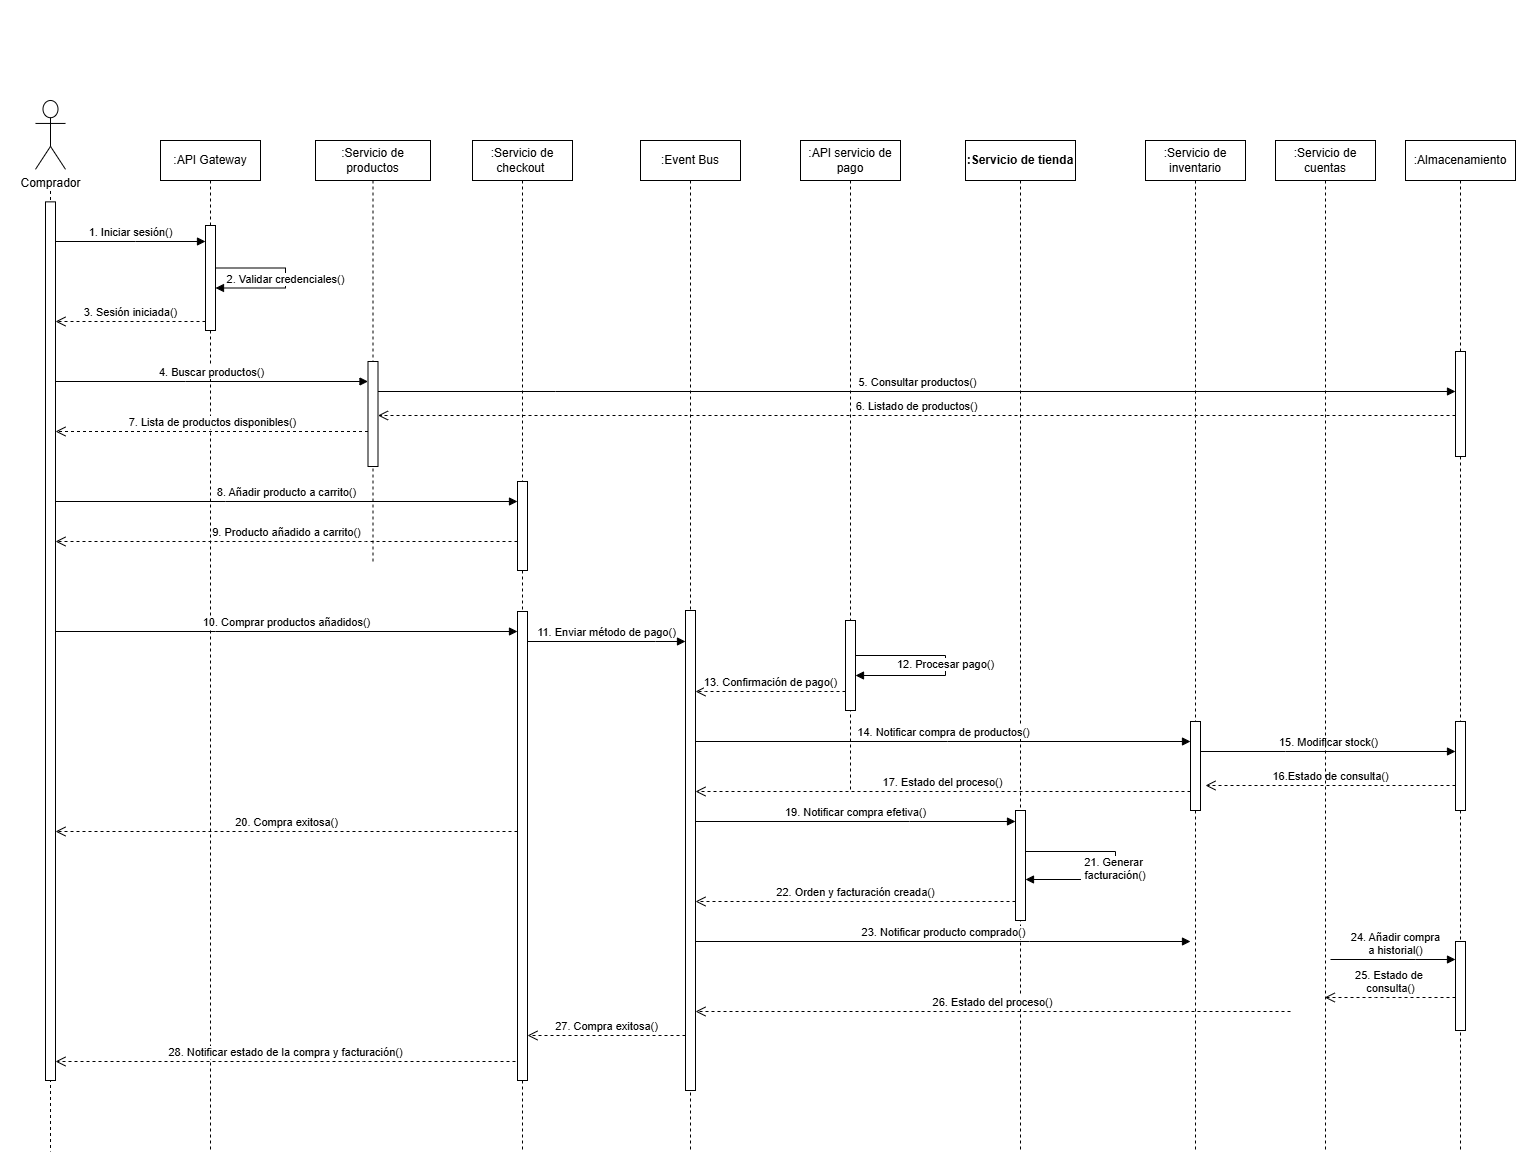 Comprador
:API Gateway
:Servicio de
productos
:Servicio de
checkout
:Event Bus
:API servicio de
pago
:Servicio de tienda
:Servicio de
inventario
:Servicio de
cuentas
:Almacenamiento
1. Iniciar sesión()
2. Validar credenciales()
3. Sesión iniciada()
4. Buscar productos()
5. Consultar productos()
6. Listado de productos()
7. Lista de productos disponibles()
8. Añadir producto a carrito()
9. Producto añadido a carrito()
10. Comprar productos añadidos()
11. Enviar método de pago()
12. Procesar pago()
13. Confirmación de pago()
14. Notificar compra de productos()
15. Modificar stock()
16.Estado de consulta()
17. Estado del proceso()
19. Notificar compra efetiva()
20. Compra exitosa()
21. Generar
facturación()
22. Orden y facturación creada()
23. Notificar producto comprado()
24. Añadir compra
a historial()
25. Estado de
consulta()
26. Estado del proceso()
27. Compra exitosa()
28. Notificar estado de la compra y facturación()